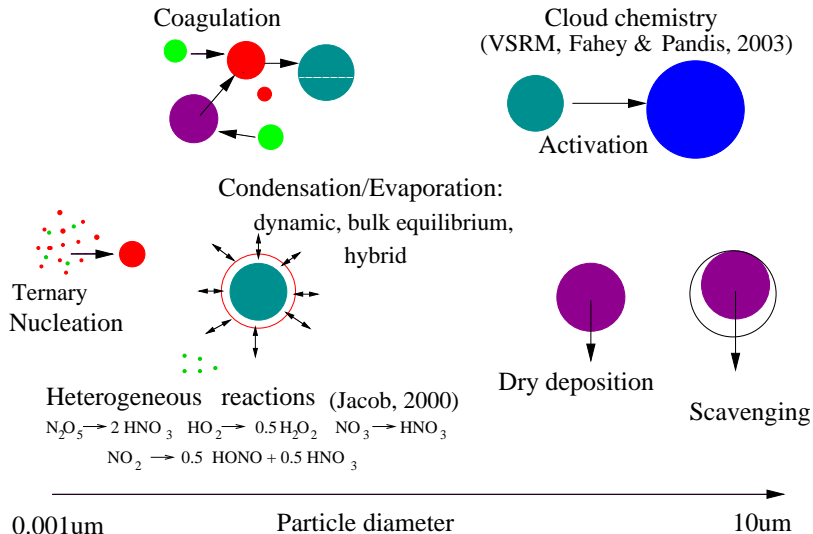 Coagulation
Cloud chemistry
(VSRM, Fahey & Pandis, 2003)
Activation
Condensation/Evaporation:
dynamic, bulk equilibrium,
hybrid
Ternary
Nucleation
Dry deposition
Scavenging
Heterogeneous reactions (Jacob, 2000)
N₂O₅ → 2 HNO₃ HO₂ → 0.5 H₂O₂ NO₃ → HNO₃
NO₂ → 0.5 HONO + 0.5 HNO₃
0.001um Particle diameter 10um